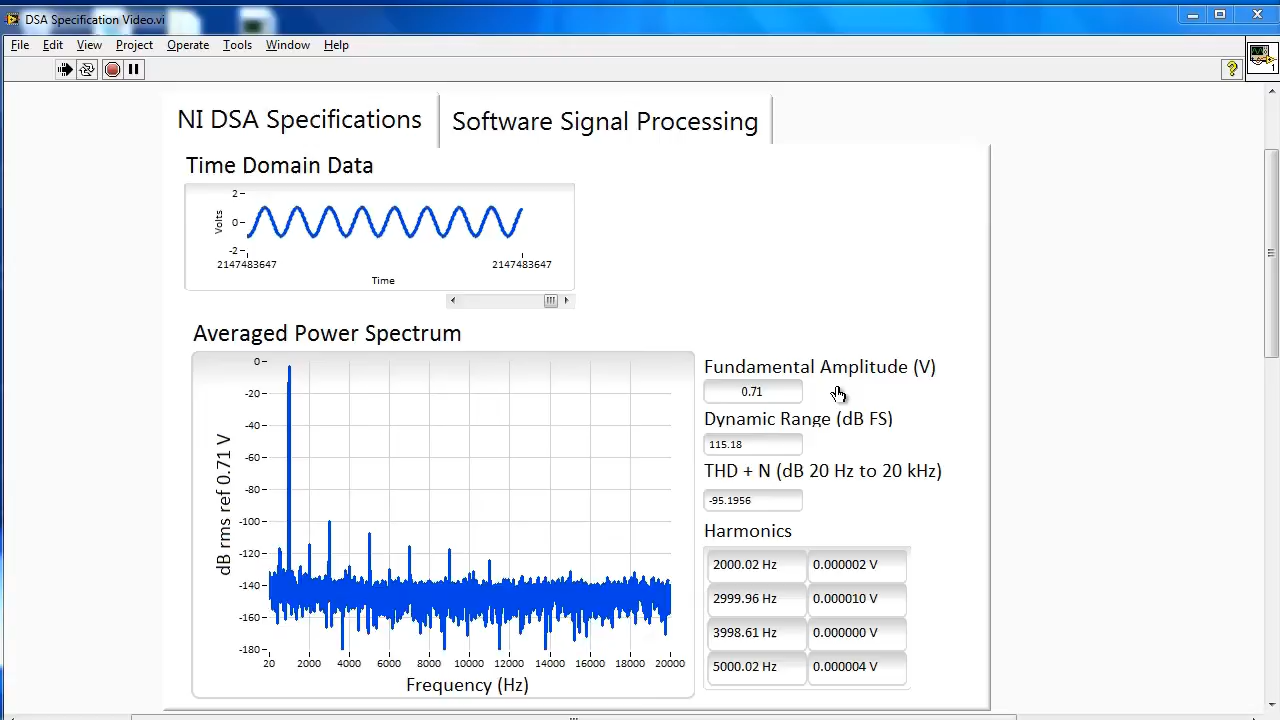 DSA Specification Video.vi
File Edit View Project Operate Tools Window Help
NI DSA Specifications
Software Signal Processing
Time Domain Data
2
0
-2
Volts
2147483647
2147483647
Time
Averaged Power Spectrum
0
-20
-40
-60
-80
-100
-120
-140
-160
-180
dB rms ref 0.71 V
20 2000 4000 6000 8000 10000 12000 14000 16000 18000 20000
Frequency (Hz)
Fundamental Amplitude (V)
0.71
Dynamic Range (dB FS)
115.18
THD + N (dB 20 Hz to 20 kHz)
-95.1956
Harmonics
2000.02 Hz 0.000002 V
2999.96 Hz 0.000010 V
3998.61 Hz 0.000000 V
5000.02 Hz 0.000004 V
?
1